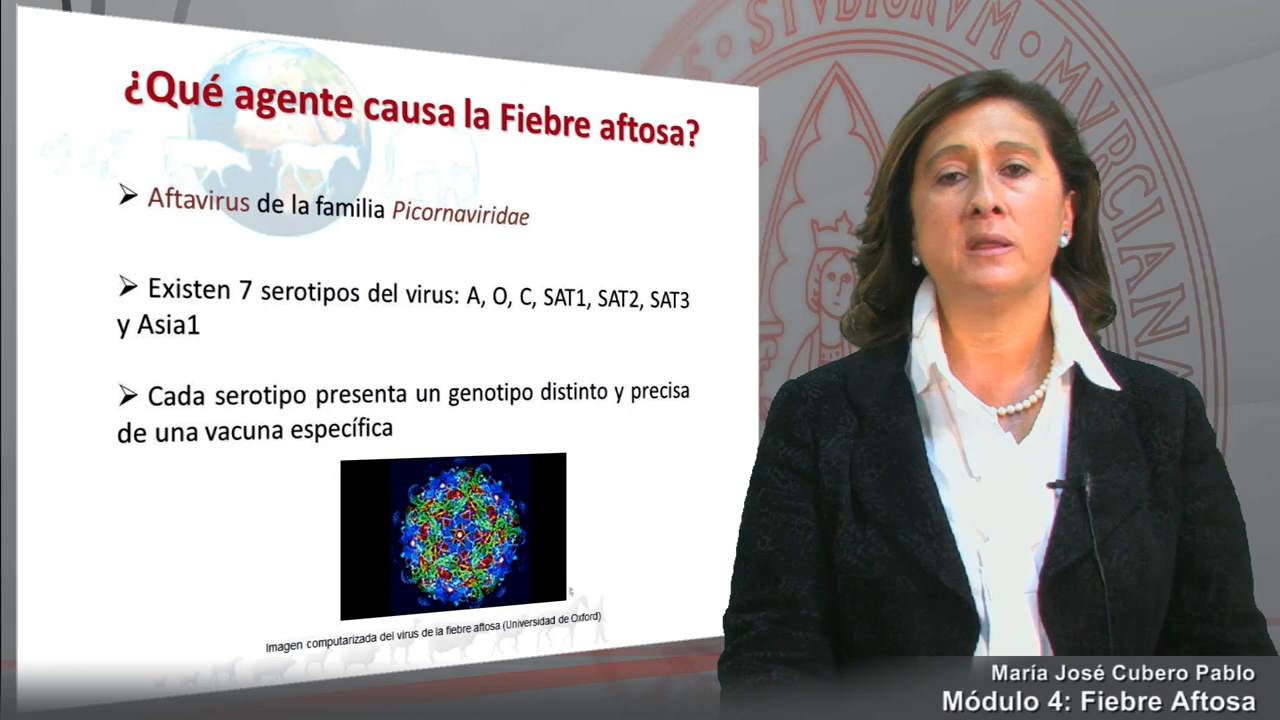 ¿Qué agente causa la Fiebre aftosa?
➢ Aftavirus de la familia Picornaviridae
➢ Existen 7 serotipos del virus: A, O, C, SAT1, SAT2, SAT3
y Asia1
➢ Cada serotipo presenta un genotipo distinto y precisa
de una vacuna específica
Imagen computarizada del virus de la fiebre aftosa (Universidad de Oxford)
STVDIORVM
MVRCIANA
María José Cubero Pablo
Módulo 4: Fiebre Aftosa